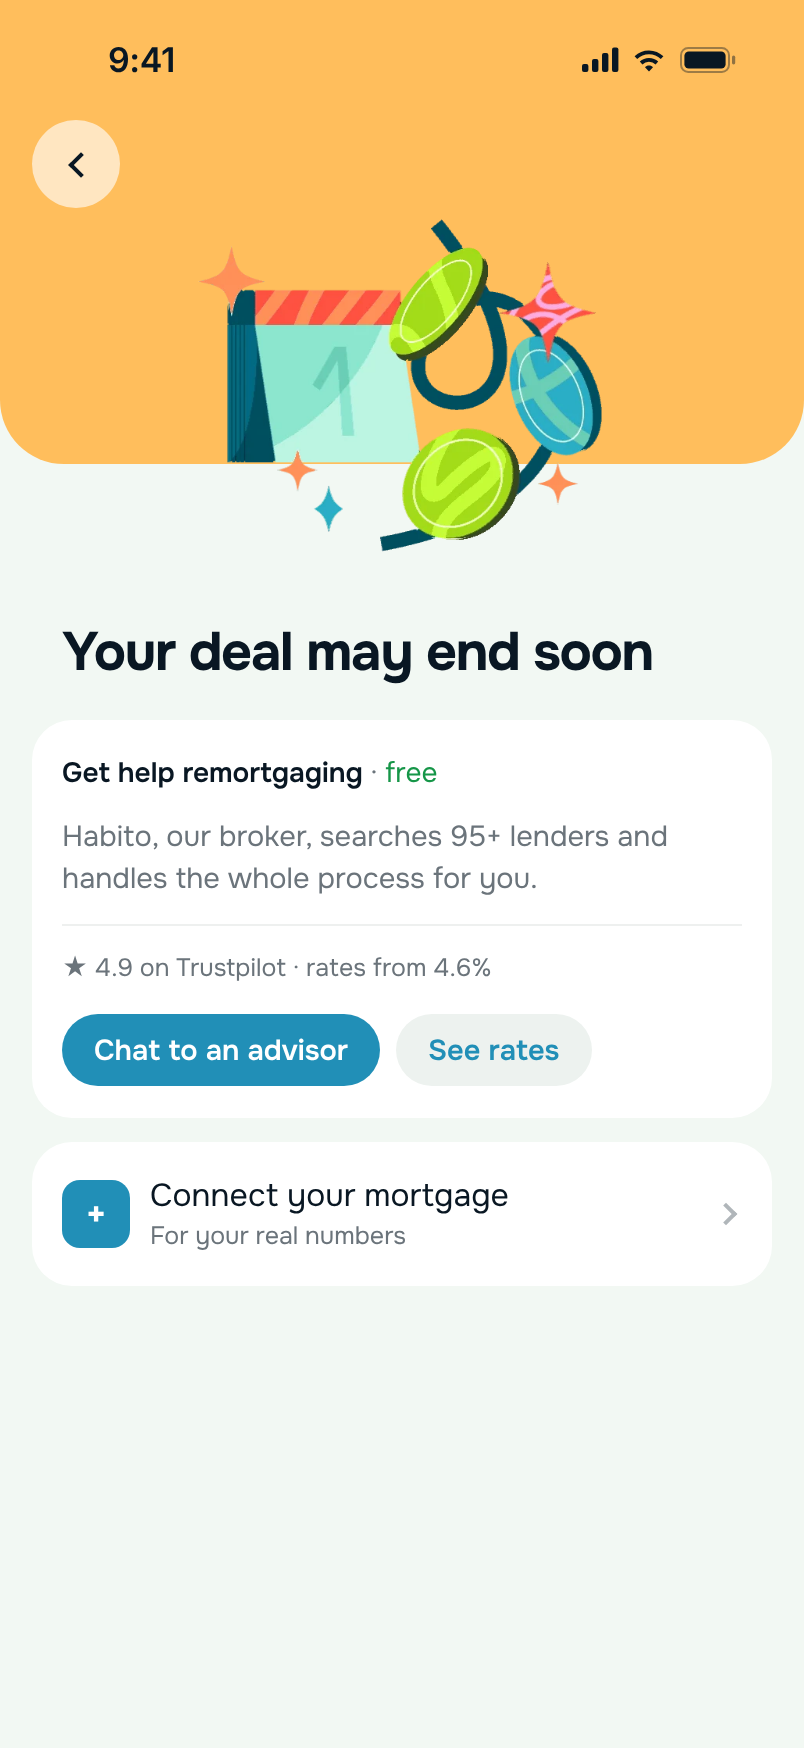 9:41
1
Your deal may end soon
Get help remortgaging · free
Habito, our broker, searches 95+ lenders and
handles the whole process for you.
★ 4.9 on Trustpilot · rates from 4.6%
Chat to an advisor
See rates
+
Connect your mortgage
For your real numbers